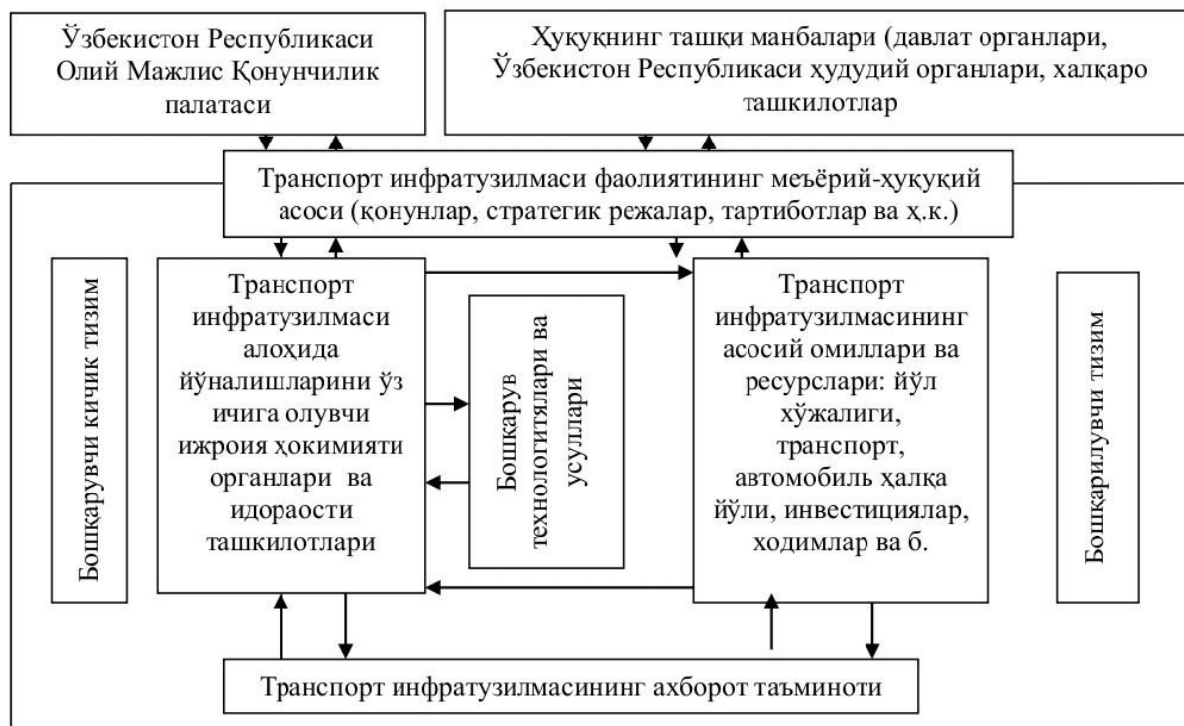 Ўзбекистон Республикаси
Олий Мажлис Қонунчилик
палатаси
Ҳуқуқнинг ташқи манбалари (давлат органлари,
Ўзбекистон Республикаси ҳудудий органлари, халқаро
ташкилотлар
Транспорт инфратузилмаси фаолиятининг меъёрий-ҳуқуқий
асоси (қонунлар, стратегик режалар, тартиботлар ва ҳ.к.)
Бошқарувчи кичик тизим
Транспорт
инфратузилмаси
алоҳида
йўналишларини ўз
ичига олувчи
ижроия ҳокимияти
органлари ва
идораости
ташкилотлари
Бошқарув
технологитялари ва
усуллари
Транспорт
инфратузилмасининг
асосий омиллари ва
ресурслари: йўл
хўжалиги,
транспорт,
автомобиль ҳалқа
йўли, инвестициялар,
ходимлар ва б.
Бошқарилувчи тизим
Транспорт инфратузилмасининг ахборот таъминоти